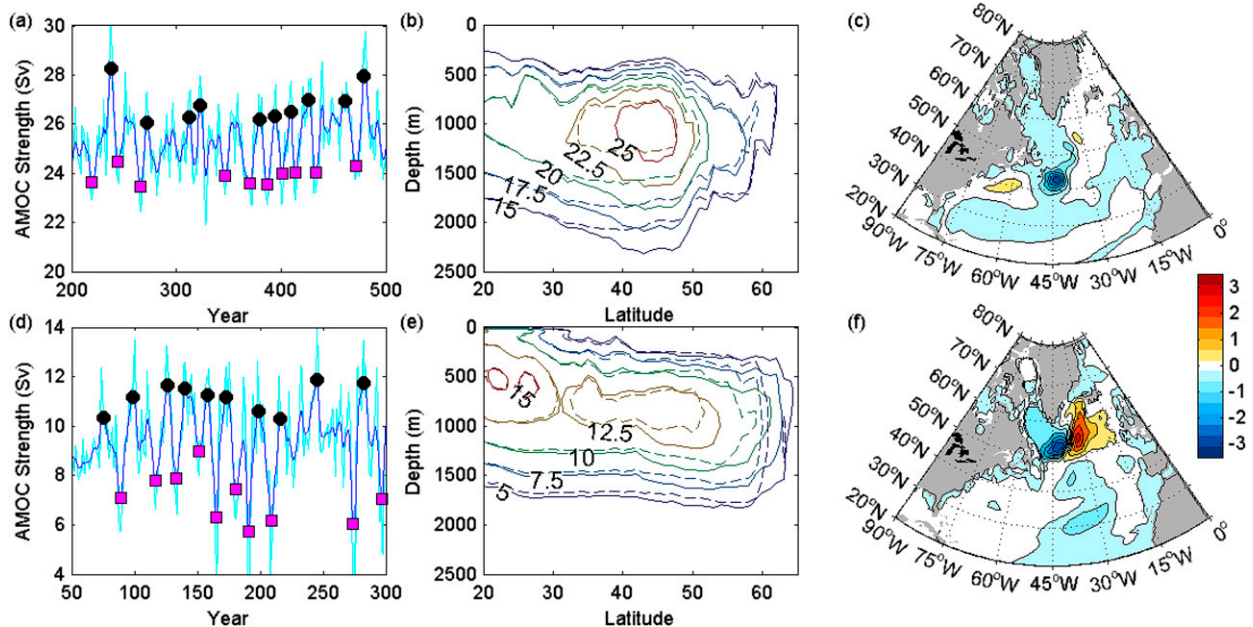 (a)
30
28
26
24
22
20
AMOC Strength (Sv)
200 300 400 500
Year
(b)
0
500
1000
1500
2000
2500
Depth (m)
25
22.5
20
17.5
15
20 30 40 50 60
Latitude
(c)
80°N
70°N
60°N
50°N
40°N
30°N
20°N
90°W
75°W
60°W
45°W
30°W
15°W
0°
(d)
14
12
10
8
6
4
AMOC Strength (Sv)
50 100 150 200 250 300
Year
(e)
0
500
1000
1500
2000
2500
Depth (m)
15
12.5
10
7.5
5
20 30 40 50 60
Latitude
(f)
80°N
70°N
60°N
50°N
40°N
30°N
20°N
90°W
75°W
60°W
45°W
30°W
15°W
0°
3
2
1
0
-1
-2
-3